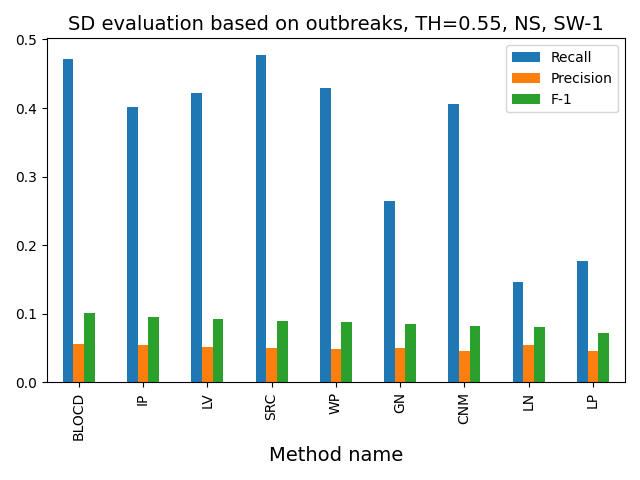 SD evaluation based on outbreaks, TH=0.55, NS, SW-1
0.5
0.4
0.3
0.2
0.1
0.0
Recall
Precision
F-1
BLOCD
IP
LV
SRC
WP
GN
CNM
LN
LP
Method name